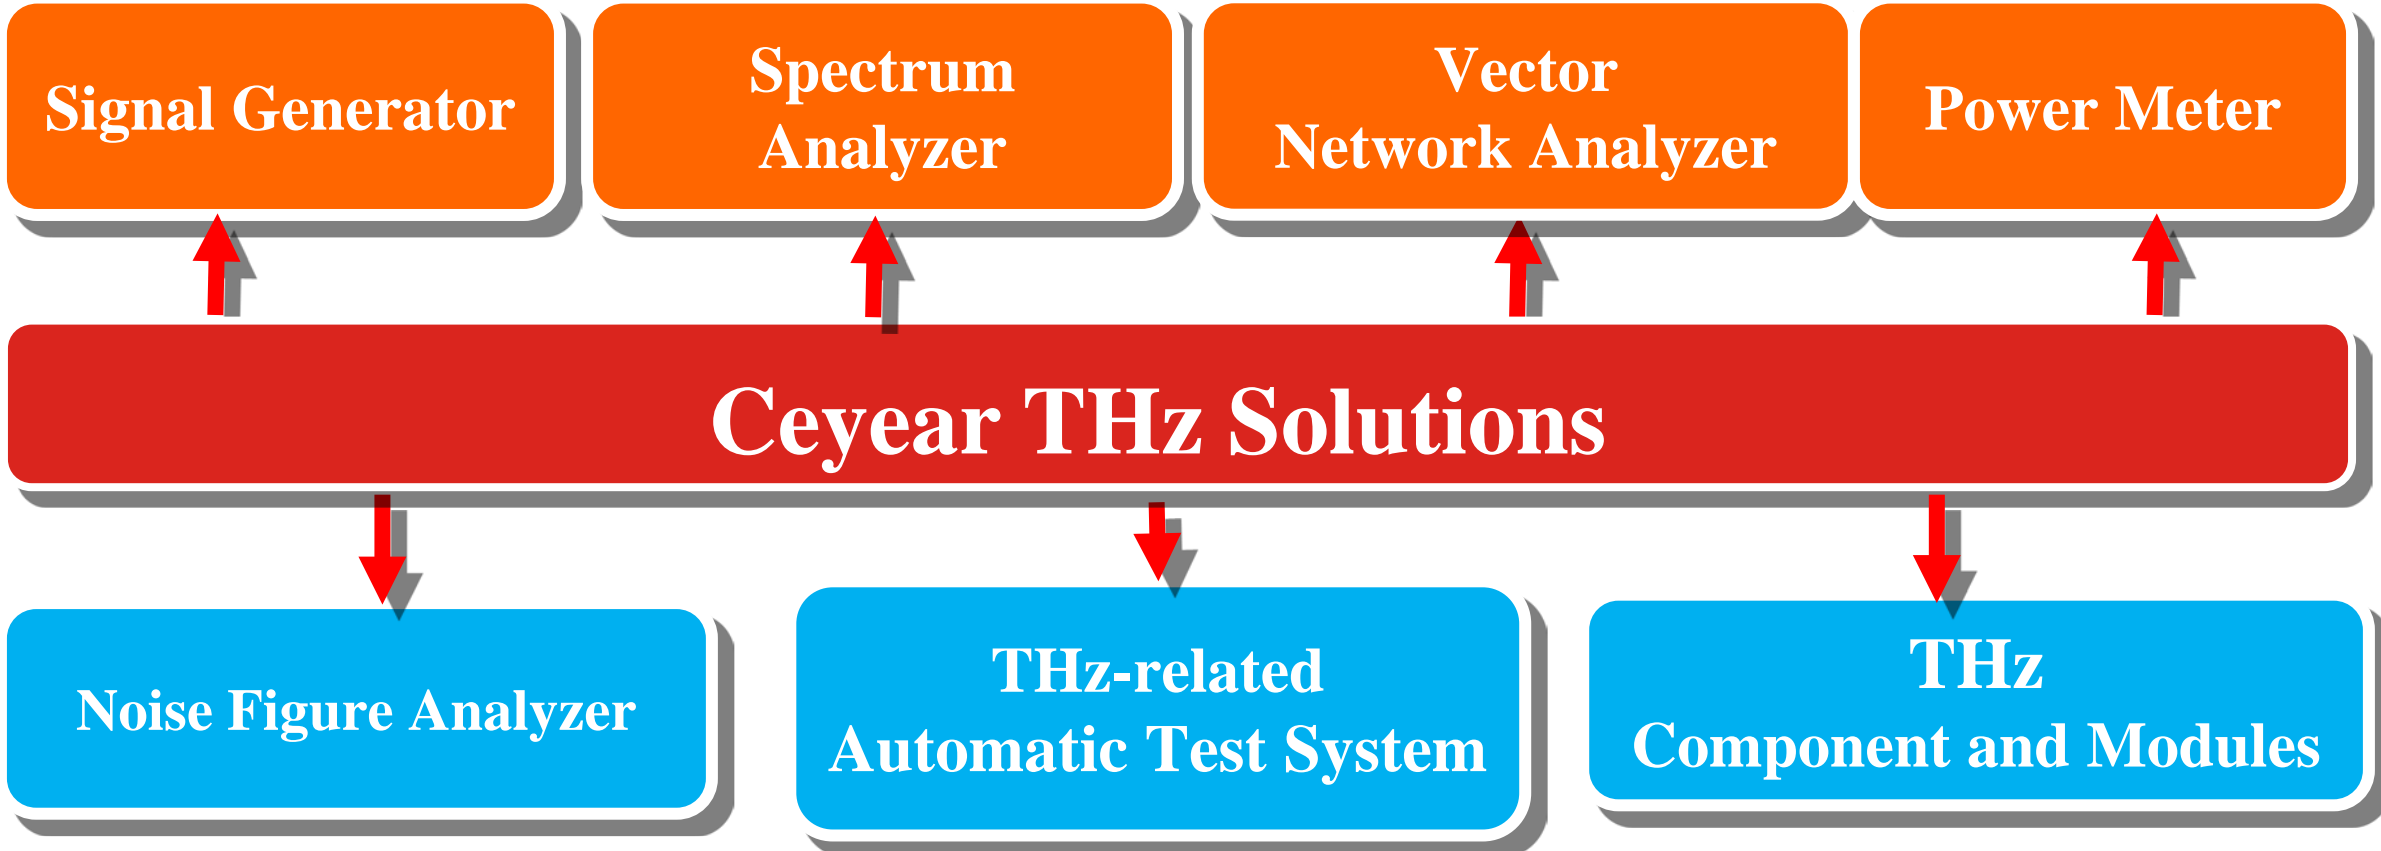 Signal Generator
Spectrum
Analyzer
Vector
Network Analyzer
Power Meter
Ceyear THz Solutions
Noise Figure Analyzer
THz-related
Automatic Test System
THz
Component and Modules